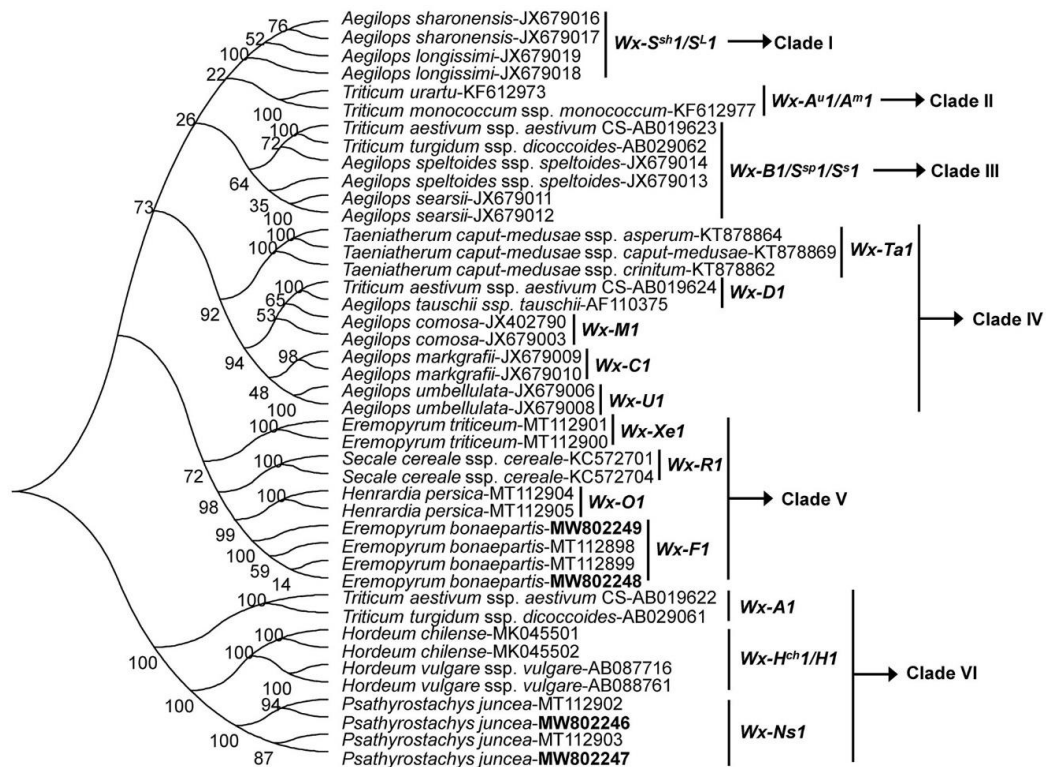 76
Aegilops sharonensis-JX679016
52
Aegilops sharonensis-JX679017
100
Aegilops longissimi-JX679019
22
Aegilops longissimi-JX679018
Wx-Sˢʰ1/Sᴸ1
Clade I
Triticum urartu-KF612973
100
Triticum monococcum ssp. monococcum-KF612977
Wx-Aᵘ1/Aᵐ1
Clade II
26
100
Triticum aestivum ssp. aestivum CS-AB019623
72
Triticum turgidum ssp. dicoccoides-AB029062
Aegilops speltoides ssp. speltoides-JX679014
64
Aegilops speltoides ssp. speltoides-JX679013
35
Aegilops searsii-JX679011
100
Aegilops searsii-JX679012
Wx-B1/Sˢᵖ1/Sˢ1
Clade III
73
100
Taeniatherum caput-medusae ssp. asperum-KT878864
100
Taeniatherum caput-medusae ssp. caput-medusae-KT878869
Taeniatherum caput-medusae ssp. crinitum-KT878862
Wx-Ta1
92
100
Triticum aestivum ssp. aestivum CS-AB019624
65
Aegilops tauschii ssp. tauschii-AF110375
Wx-D1
53
Aegilops comosa-JX402790
Aegilops comosa-JX679003
Wx-M1
Clade IV
94
98
Aegilops markgrafii-JX679009
Aegilops markgrafii-JX679010
Wx-C1
48
Aegilops umbellulata-JX679006
100
Aegilops umbellulata-JX679008
Wx-U1
100
Eremopyrum triticeum-MT112901
Eremopyrum triticeum-MT112900
Wx-Xe1
72
100
Secale cereale ssp. cereale-KC572701
Secale cereale ssp. cereale-KC572704
Wx-R1
98
100
Henrardia persica-MT112904
Henrardia persica-MT112905
Wx-O1
Clade V
99
Eremopyrum bonaepartis-MW802249
100
Eremopyrum bonaepartis-MT112898
59
Eremopyrum bonaepartis-MT112899
14
Eremopyrum bonaepartis-MW802248
Wx-F1
100
Triticum aestivum ssp. aestivum CS-AB019622
Triticum turgidum ssp. dicoccoides-AB029061
Wx-A1
100
100
Hordeum chilense-MK045501
Hordeum chilense-MK045502
100
Hordeum vulgare ssp. vulgare-AB087716
100
Hordeum vulgare ssp. vulgare-AB088761
Wx-Hᶜʰ1/H1
Clade VI
100
94
Psathyrostachys juncea-MT112902
Psathyrostachys juncea-MW802246
100
Psathyrostachys juncea-MT112903
87
Psathyrostachys juncea-MW802247
Wx-Ns1